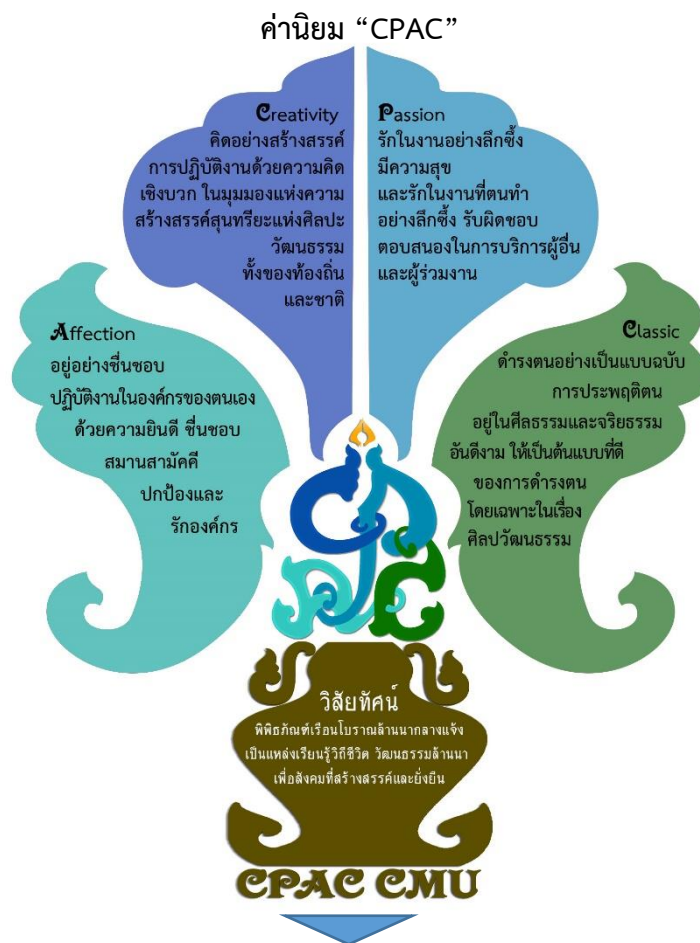 ค่านิยม “CPAC”
Creativity
คิดอย่างสร้างสรรค์
การปฏิบัติงานด้วยความคิด
เชิงบวก ในมุมมองแห่งความ
สร้างสรรค์สุนทรียะแห่งศิลปะ
วัฒนธรรม
ทั้งของท้องถิ่น
และชาติ
Passion
รักในงานอย่างลึกซึ้ง
มีความสุข
และรักในงานที่ตนทำ
อย่างลึกซึ้ง รับผิดชอบ
ตอบสนองในการบริการผู้อื่น
และผู้ร่วมงาน
Affection
อยู่อย่างชื่นชอบ
ปฏิบัติงานในองค์กรของตนเอง
ด้วยความยินดี ชื่นชอบ
สมานสามัคคี
ปกป้องและ
รักองค์กร
Classic
ดำรงตนอย่างเป็นแบบฉบับ
การประพฤติตน
อยู่ในศีลธรรมและจริยธรรม
อันดีงาม ให้เป็นต้นแบบที่ดี
ของการดำรงตน
โดยเฉพาะในเรื่อง
ศิลปวัฒนธรรม
วิสัยทัศน์
พิพิธภัณฑ์เรือนโบราณล้านนากลางแจ้ง
เป็นแหล่งเรียนรู้วิถีชีวิต วัฒนธรรมล้านนา
เพื่อสังคมที่สร้างสรรค์และยั่งยืน
CPAC CMU